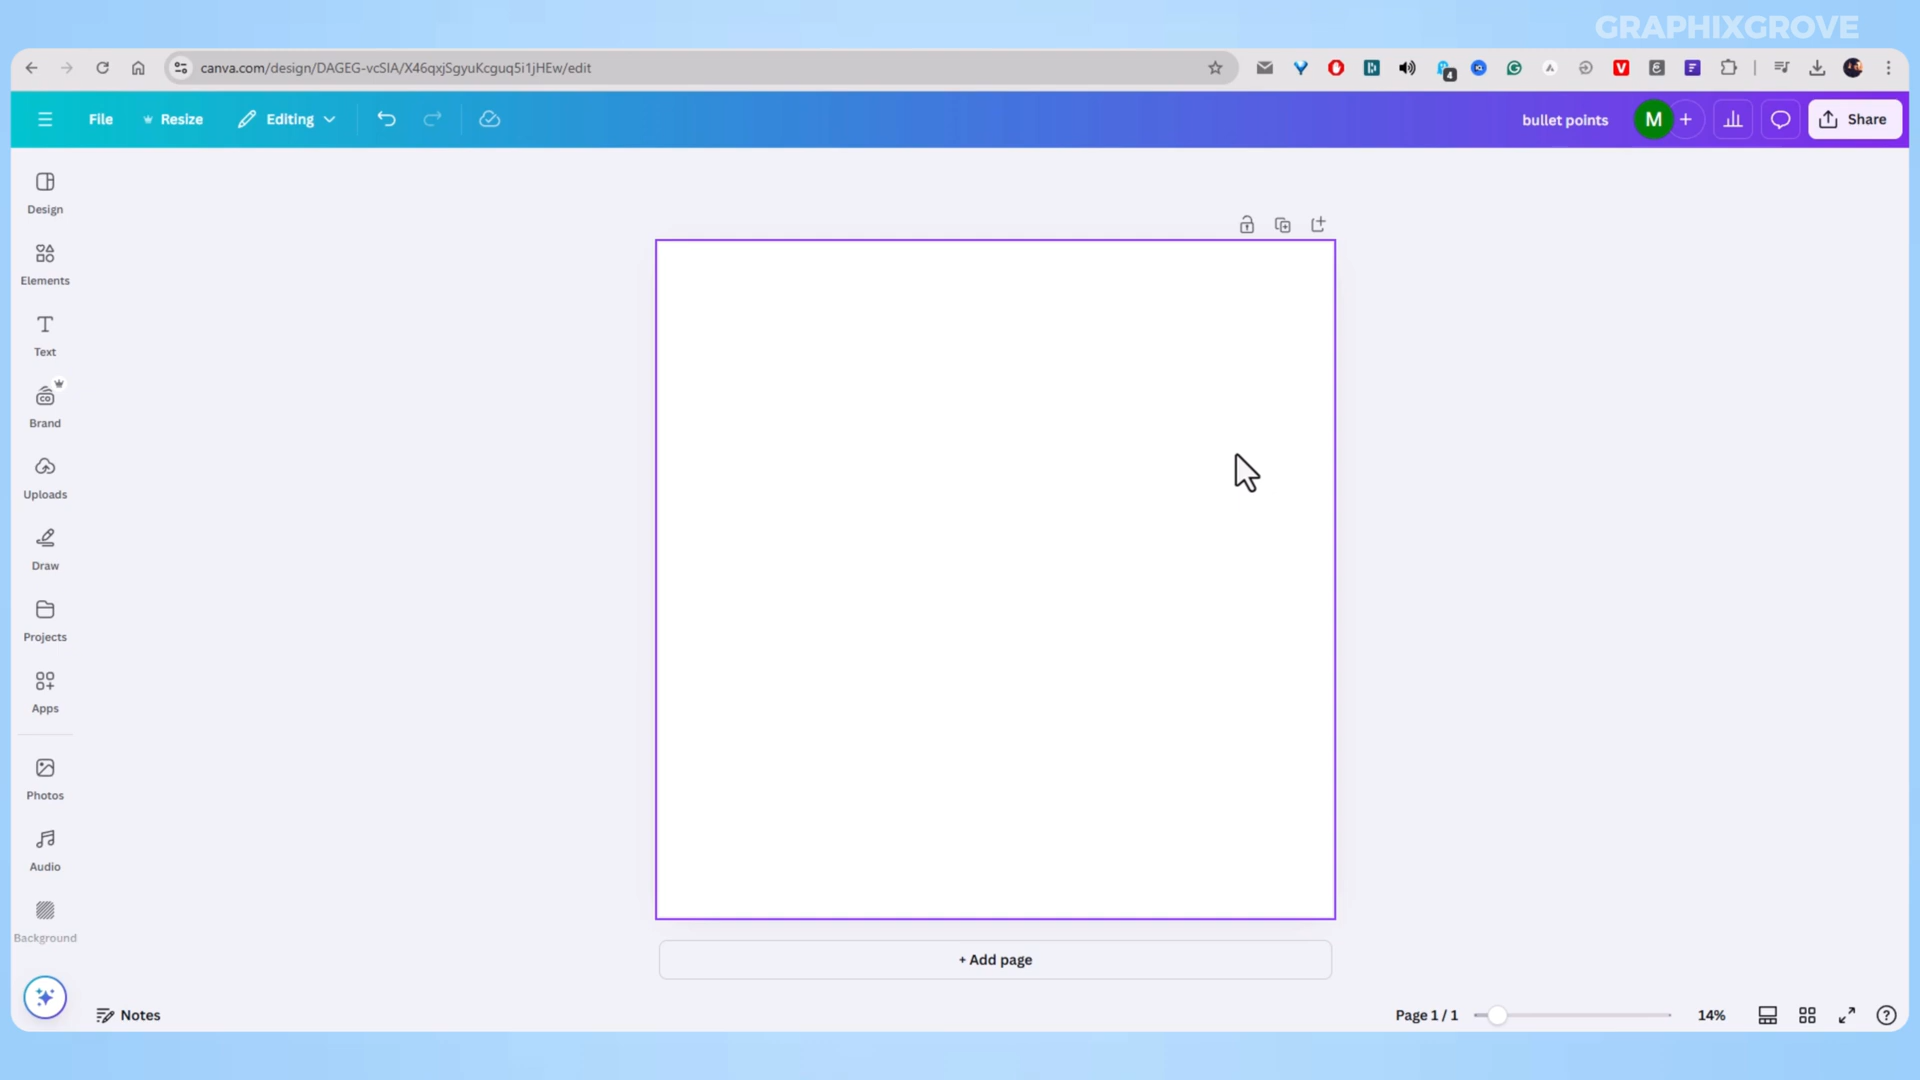 GRAPHIXGROVE
canva.com/design/DAGEG-vcSIA/X46qxjSgyuKcguq5i1jHEw/edit
4
File
Resize
Editing
bullet points
M
Share
Design
Elements
Text
Brand
Uploads
Draw
Projects
Apps
Photos
Audio
Background
+ Add page
Notes
Page 1 / 1
14%